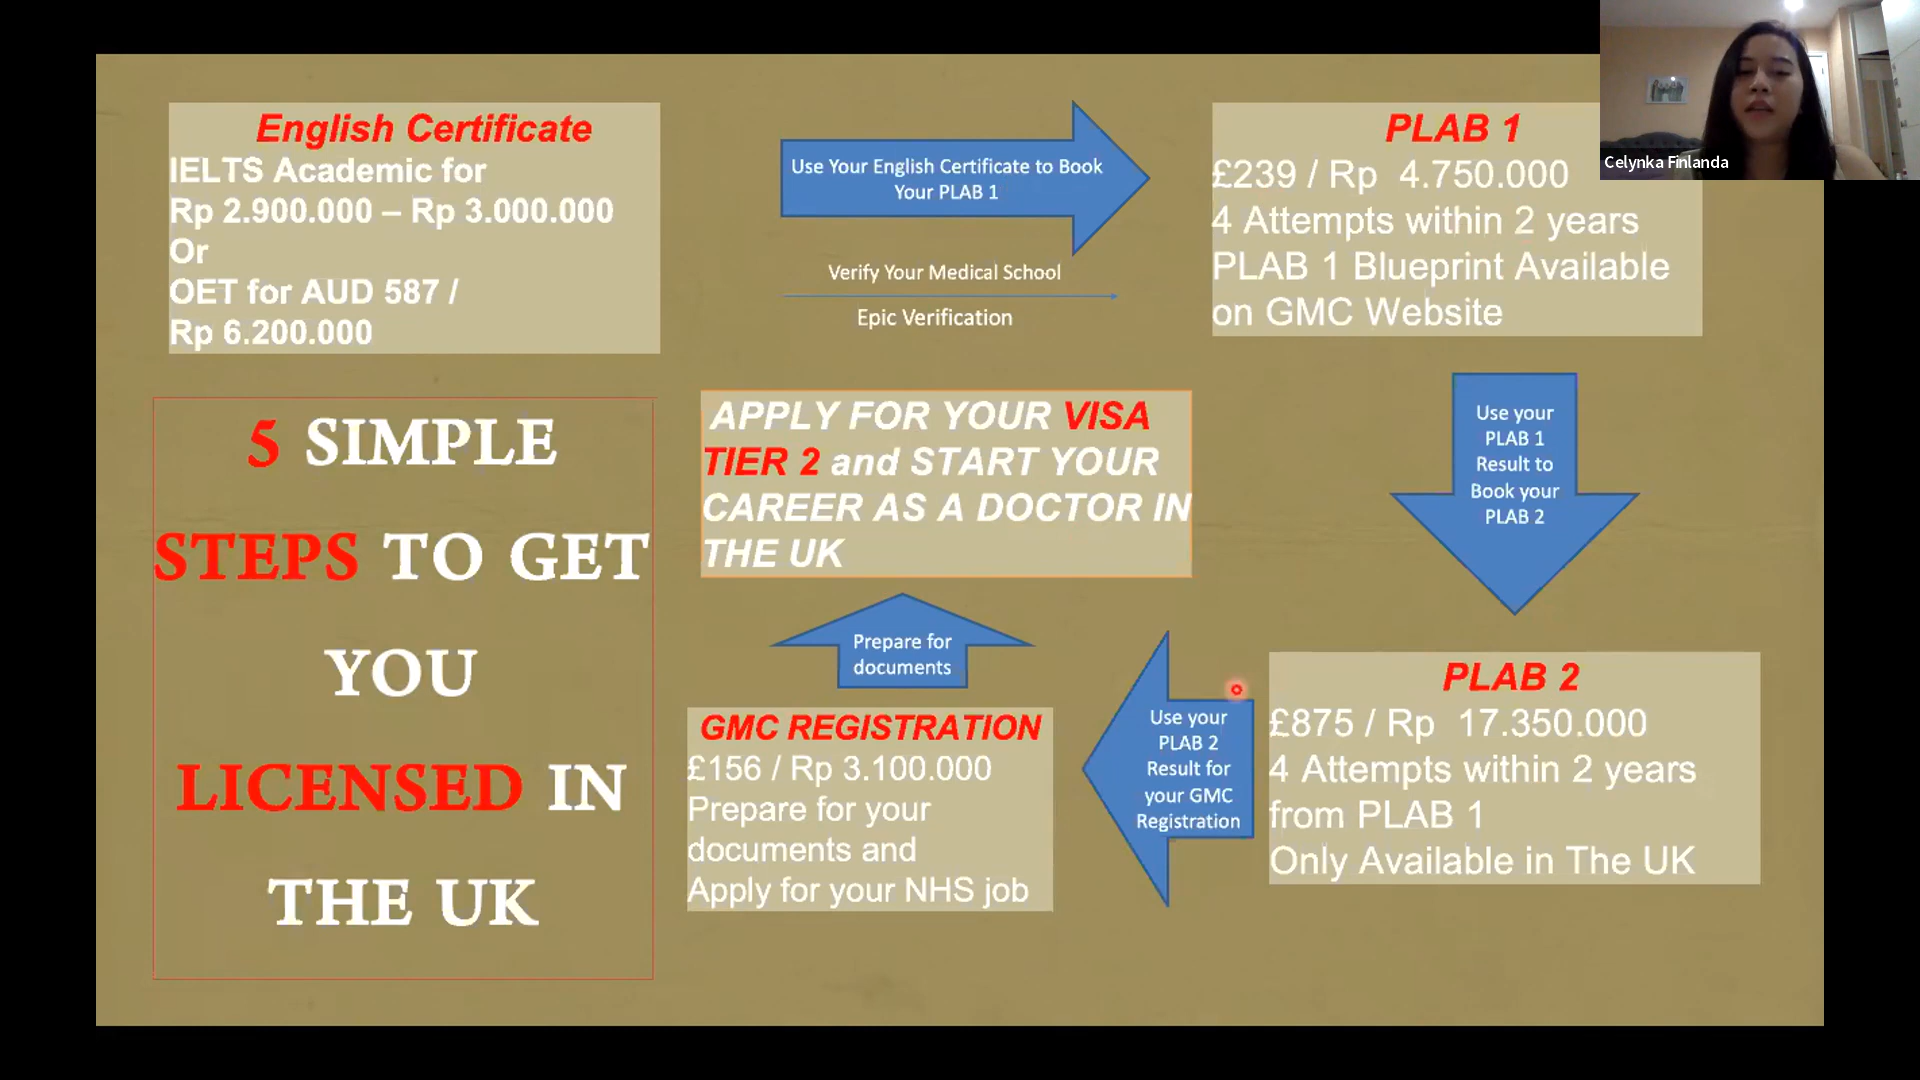 English Certificate
IELTS Academic for
Rp 2.900.000 – Rp 3.000.000
Or
OET for AUD 587 /
Rp 6.200.000
Use Your English Certificate to Book
Your PLAB 1
Verify Your Medical School
Epic Verification
PLAB 1
£239 / Rp 4.750.000
4 Attempts within 2 years
PLAB 1 Blueprint Available
on GMC Website
Celynka Finlanda
5 SIMPLE
STEPS TO GET
YOU
LICENSED IN
THE UK
APPLY FOR YOUR VISA
TIER 2 and START YOUR
CAREER AS A DOCTOR IN
THE UK
Use your
PLAB 1
Result to
Book your
PLAB 2
Prepare for
documents
GMC REGISTRATION
£156 / Rp 3.100.000
Prepare for your
documents and
Apply for your NHS job
Use your
PLAB 2
Result for
your GMC
Registration
PLAB 2
£875 / Rp 17.350.000
4 Attempts within 2 years
from PLAB 1
Only Available in The UK